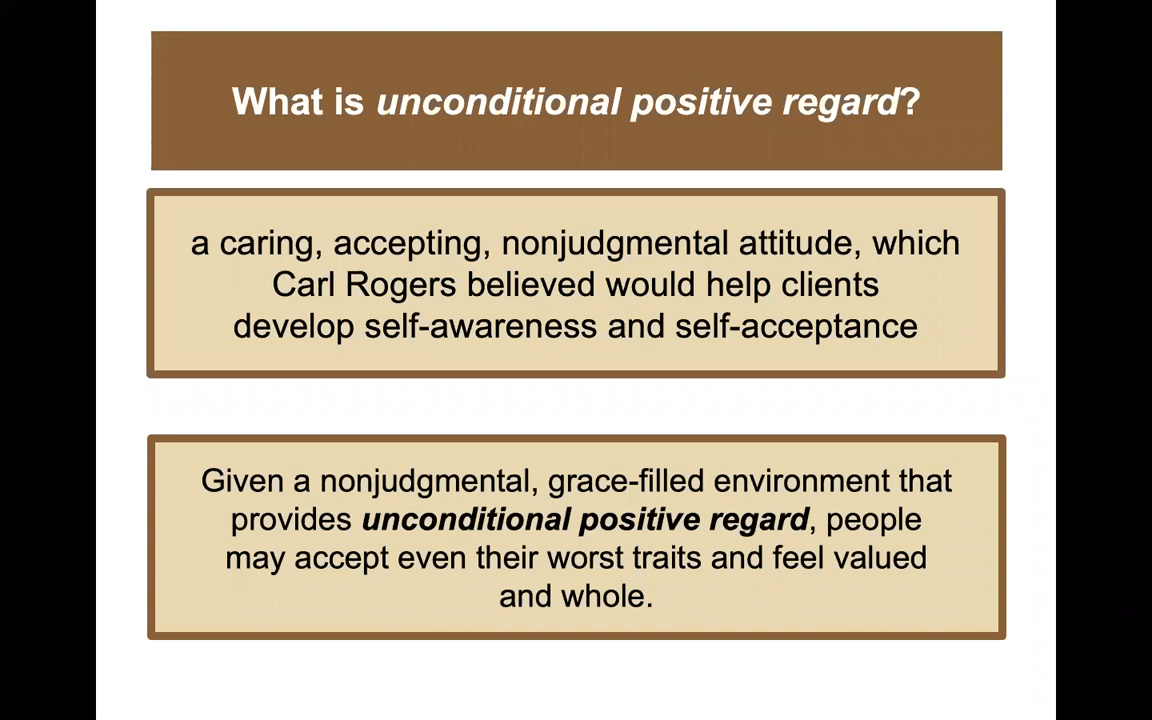 What is unconditional positive regard?
a caring, accepting, nonjudgmental attitude, which
Carl Rogers believed would help clients
develop self-awareness and self-acceptance
Given a nonjudgmental, grace-filled environment that
provides unconditional positive regard, people
may accept even their worst traits and feel valued
and whole.